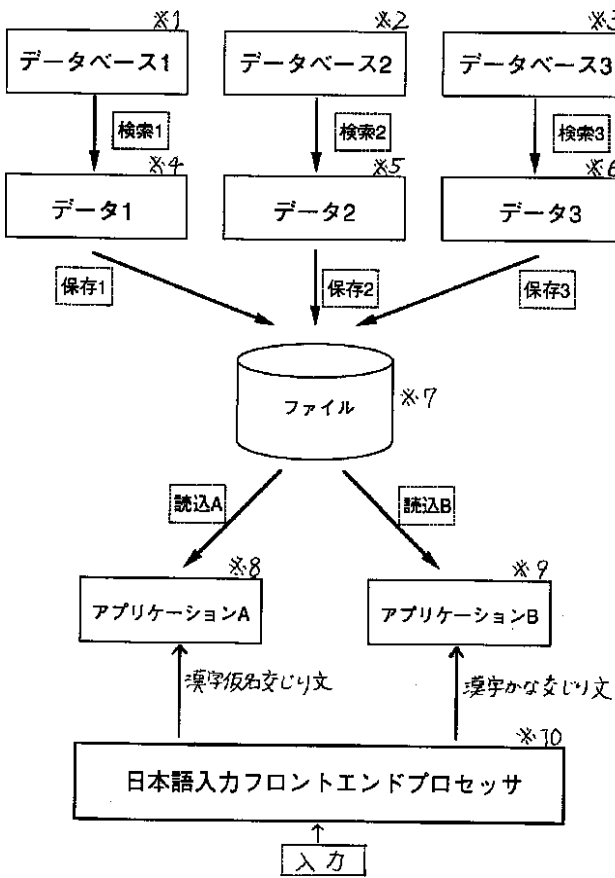 ※1
※2
※3
データベース1
データベース2
データベース3
検索1
検索2
検索3
※4
※5
※6
データ1
データ2
データ3
保存1
保存2
保存3
ファイル
※7
読込A
読込B
※8
※9
アプリケーションA
アプリケーションB
漢字仮名交じり文
漢字かな交じり文
※10
日本語入力フロントエンドプロセッサ
入力